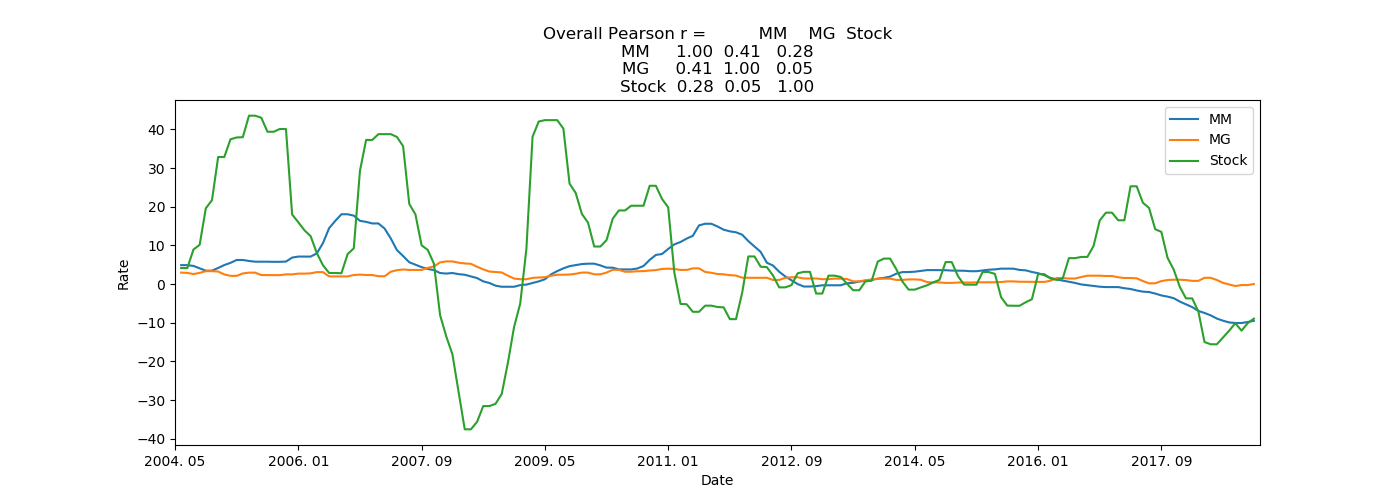 Overall Pearson r = MM MG Stock
MM 1.00 0.41 0.28
MG 0.41 1.00 0.05
Stock 0.28 0.05 1.00
MM
MG
Stock
40
30
20
10
0
−10
−20
−30
−40
Rate
2004. 05 2006. 01 2007. 09 2009. 05 2011. 01 2012. 09 2014. 05 2016. 01 2017. 09
Date